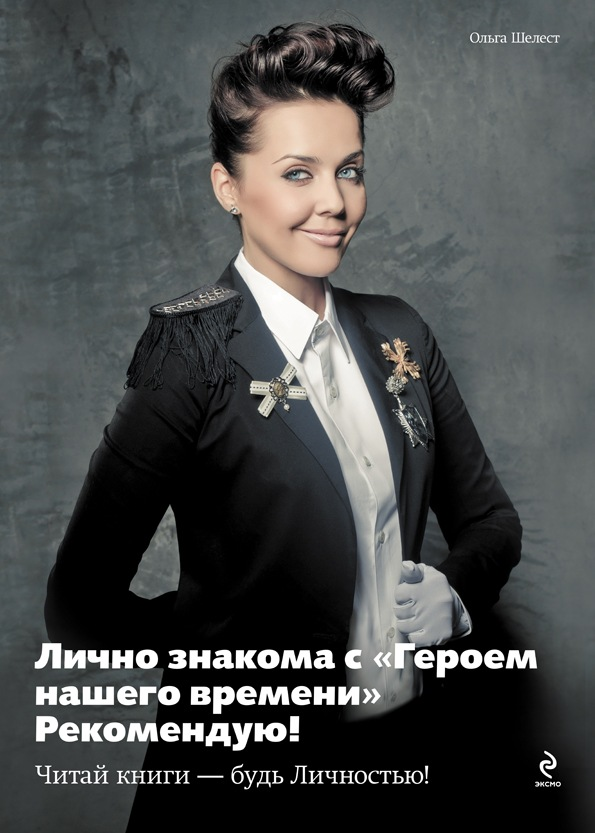 Ольга Шелест
Лично знакома с «Героем
нашего времени»
Рекомендую!
Читай книги — будь Личностью!
эксмо